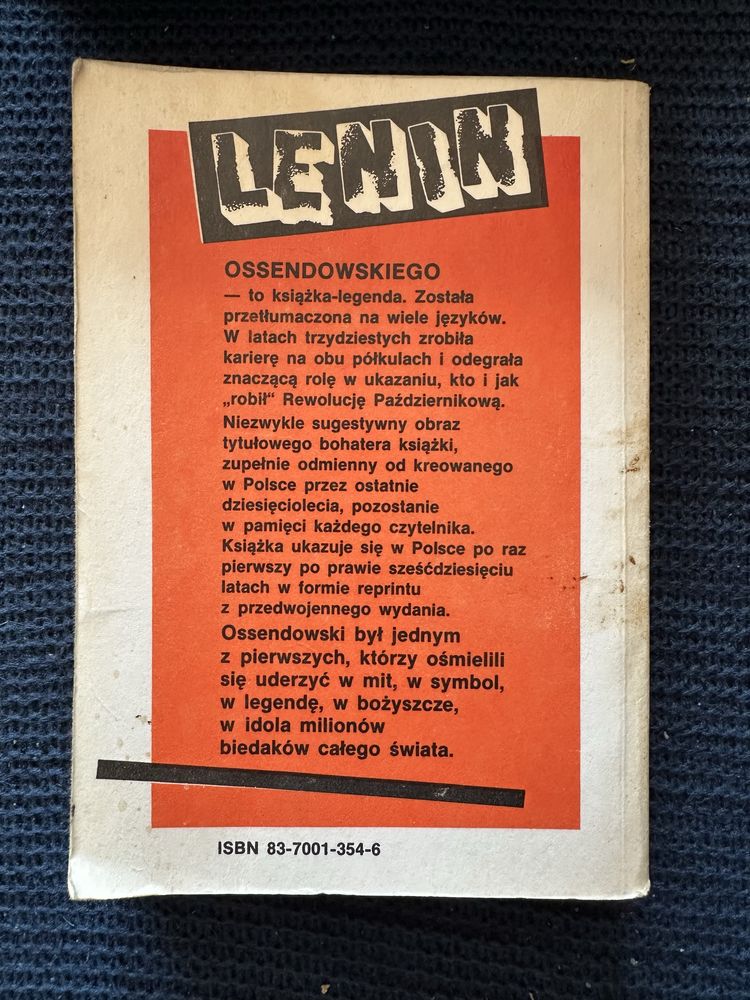 LENIN
OSSENDOWSKIEGO
— to książka-legenda. Została
przetłumaczona na wiele języków.
W latach trzydziestych zrobiła
karierę na obu półkulach i odegrała
znaczącą rolę w ukazaniu, kto i jak
„robił“ Rewolucję Październikową.
Niezwykle sugestywny obraz
tytułowego bohatera książki,
zupełnie odmienny od kreowanego
w Polsce przez ostatnie
dziesięciolecia, pozostanie
w pamięci każdego czytelnika.
Książka ukazuje się w Polsce po raz
pierwszy po prawie sześćdziesięciu
latach w formie reprintu
z przedwojennego wydania.
Ossendowski był jednym
z pierwszych, którzy ośmielili
się uderzyć w mit, w symbol,
w legendę, w bożyszcze,
w idola milionów
biedaków całego świata.
ISBN 83-7001-354-6